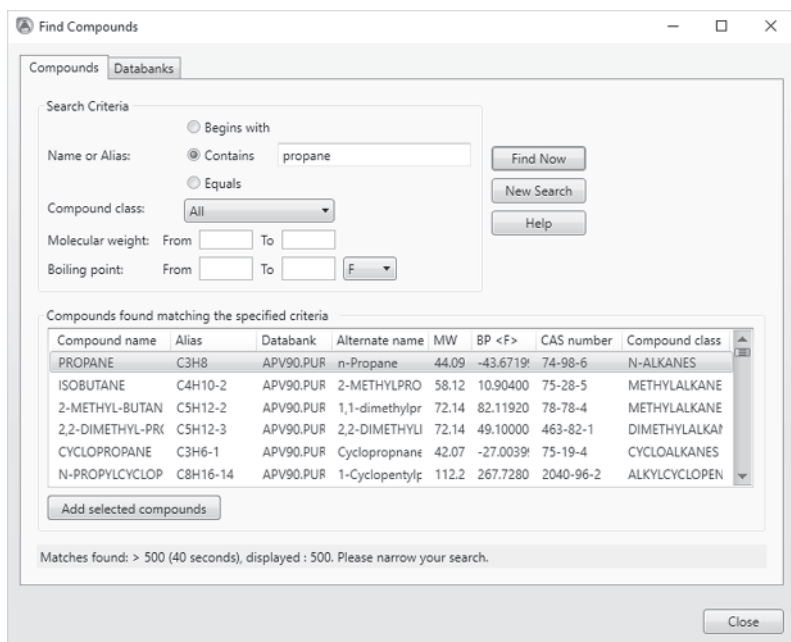 Find Compounds
Compounds Databanks
Search Criteria
Begins with
Name or Alias: Contains propane Find Now
Equals New Search
Compound class: All Help
Molecular weight: From To
Boiling point: From To F
Compounds found matching the specified criteria
Compound name Alias Databank Alternate name MW BP <F> CAS number Compound class
PROPANE C3H8 APV90.PUR n-Propane 44.09 -43.6719 74-98-6 N-ALKANES
ISOBUTANE C4H10-2 APV90.PUR 2-METHYLPRO 58.12 10.90400 75-28-5 METHYLALKANE
2-METHYL-BUTAN C5H12-2 APV90.PUR 1,1-dimethylpr 72.14 82.11920 78-78-4 METHYLALKANE
2,2-DIMETHYL-PR( C5H12-3 APV90.PUR 2,2-DIMETHYLI 72.14 49.10000 463-82-1 DIMETHYLALKAN
CYCLOPROPANE C3H6-1 APV90.PUR Cyclopropnane 42.07 -27.0039 75-19-4 CYCLOALKANES
N-PROPYLCYCLOP C8H16-14 APV90.PUR 1-Cyclopentylp 112.2 267.7280 2040-96-2 ALKYLCYCLOPEN
Add selected compounds
Matches found: > 500 (40 seconds), displayed : 500. Please narrow your search.
Close